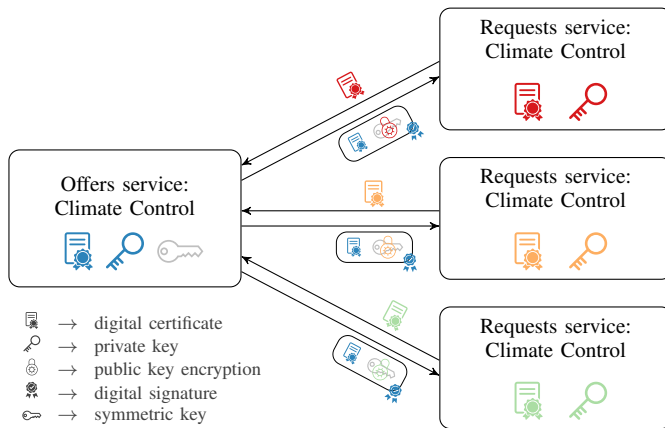 Requests service:
Climate Control
Offers service:
Climate Control
Requests service:
Climate Control
Requests service:
Climate Control
→ digital certificate
→ private key
→ public key encryption
→ digital signature
→ symmetric key